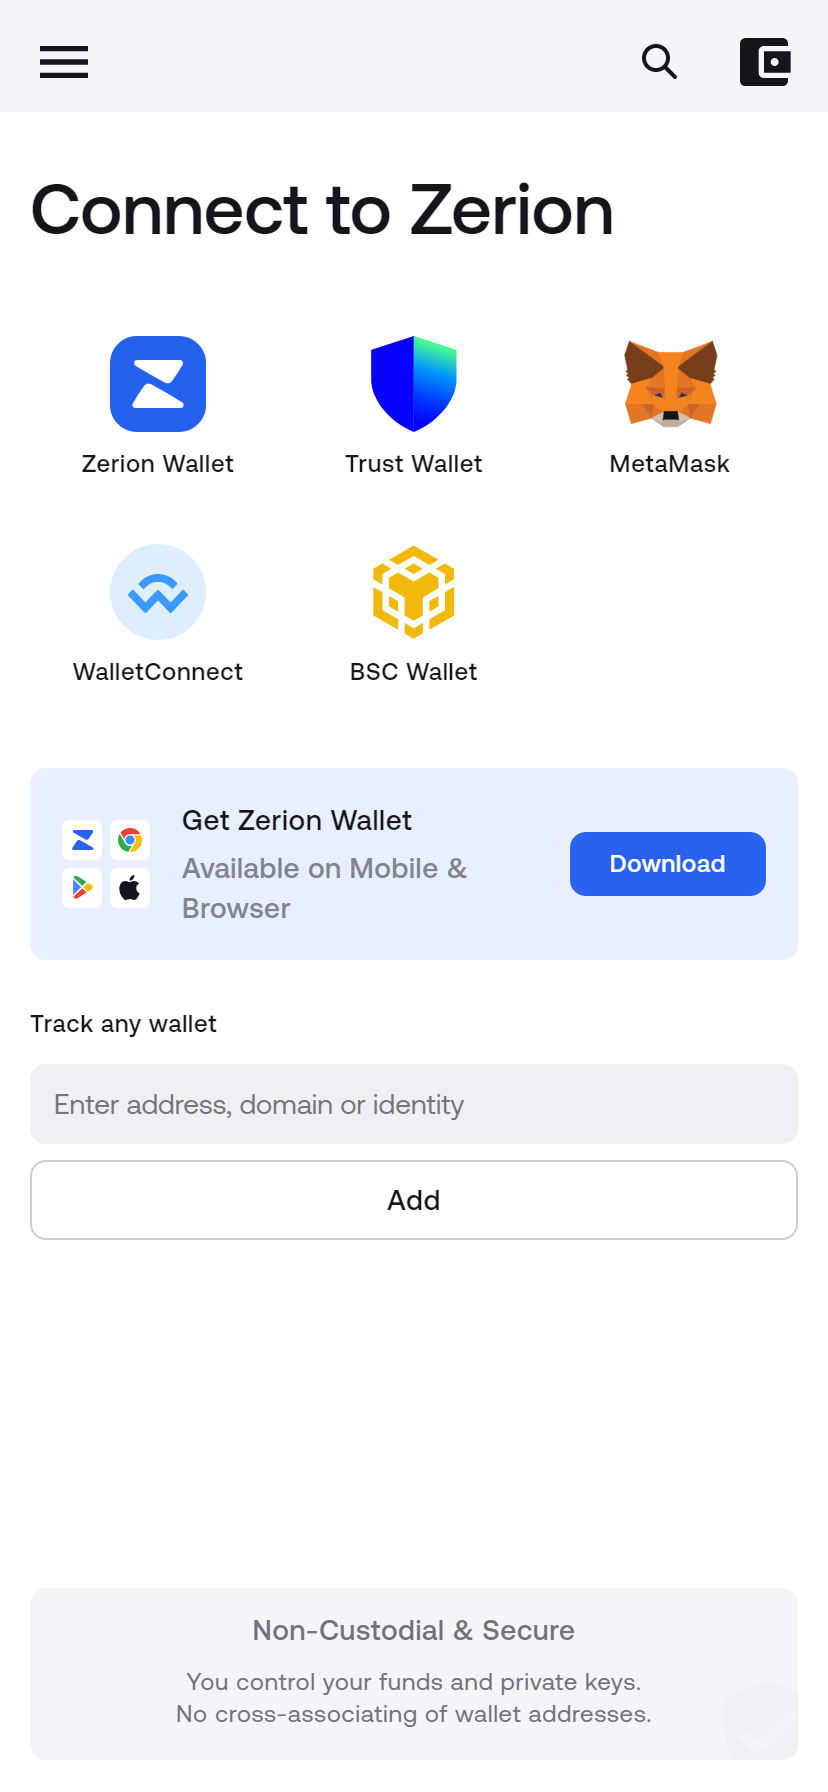 Connect to Zerion
Zerion Wallet
Trust Wallet
MetaMask
WalletConnect
BSC Wallet
Get Zerion Wallet
Available on Mobile &
Browser
Download
Track any wallet
Enter address, domain or identity
Add
Non-Custodial & Secure
You control your funds and private keys.
No cross-associating of wallet addresses.